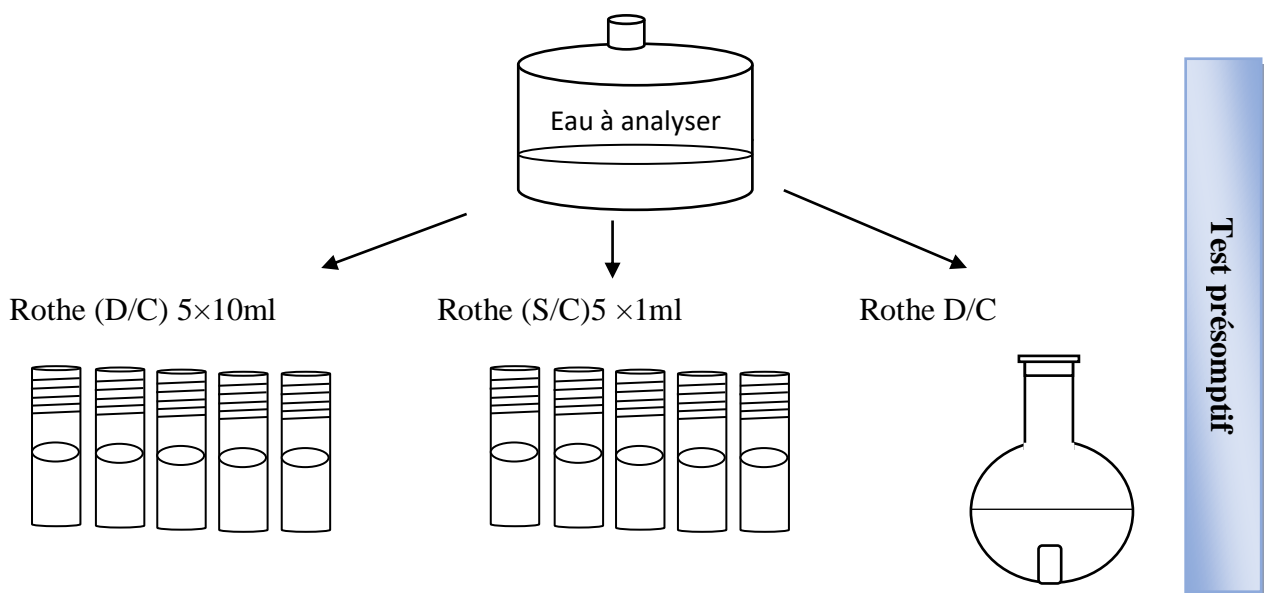 Eau à analyser
Rothe (D/C) 5×10ml
Rothe (S/C)5 ×1ml
Rothe D/C
Test présomptif